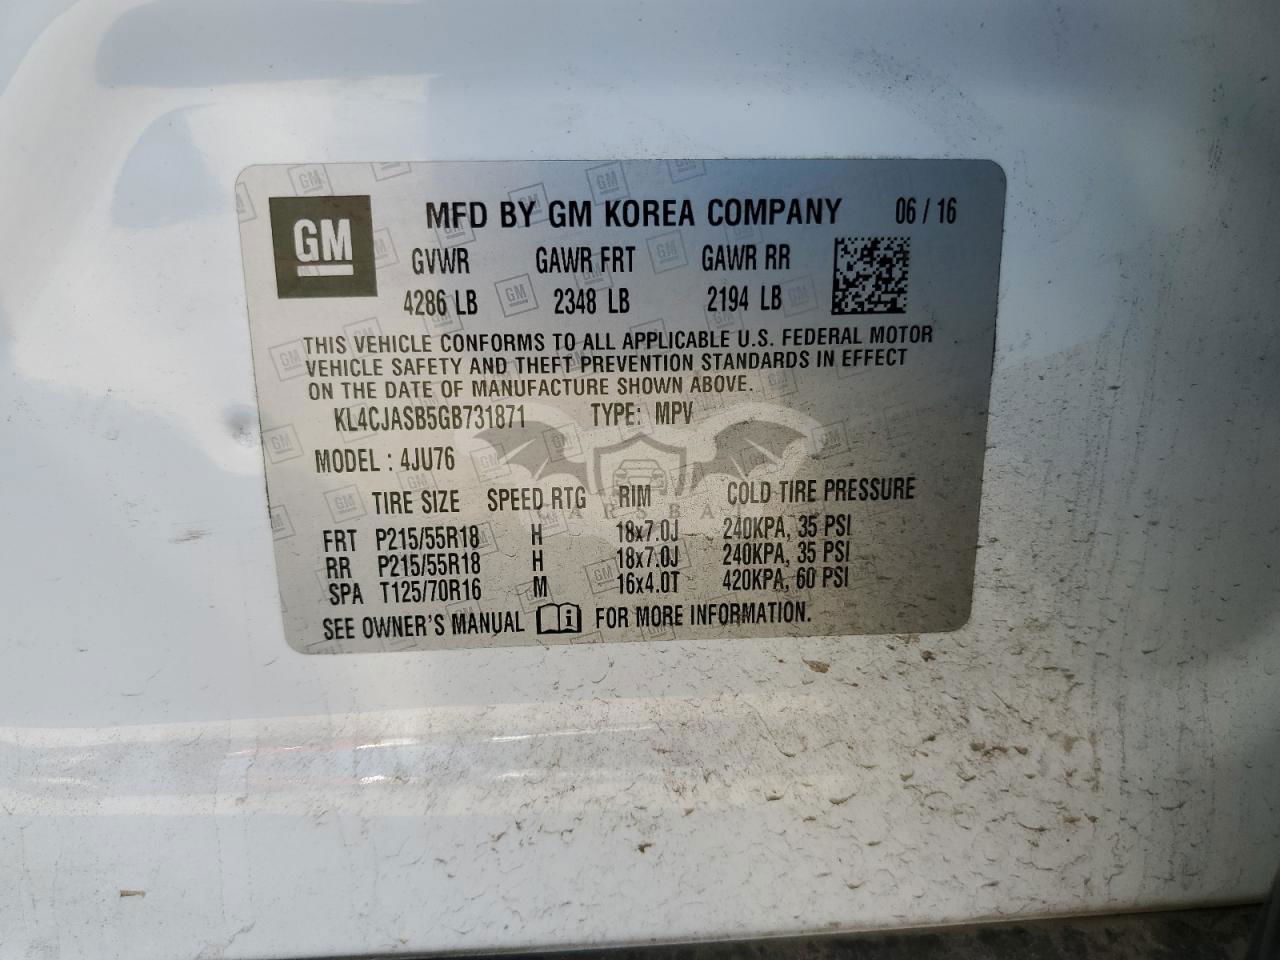 GM
MFD BY GM KOREA COMPANY 06 / 16
GVWR GAWR FRT GAWR RR
4286 LB 2348 LB 2194 LB
THIS VEHICLE CONFORMS TO ALL APPLICABLE U.S. FEDERAL MOTOR
VEHICLE SAFETY AND THEFT PREVENTION STANDARDS IN EFFECT
ON THE DATE OF MANUFACTURE SHOWN ABOVE.
KL4CJASB5GB731871 TYPE: MPV
MODEL : 4JU76
TIRE SIZE SPEED RTG RIM COLD TIRE PRESSURE
FRT P215/55R18 H 18x7.0J 240KPA, 35 PSI
RR P215/55R18 H 18x7.0J 240KPA, 35 PSI
SPA T125/70R16 M 16x4.0T 420KPA, 60 PSI
SEE OWNER'S MANUAL i FOR MORE INFORMATION.